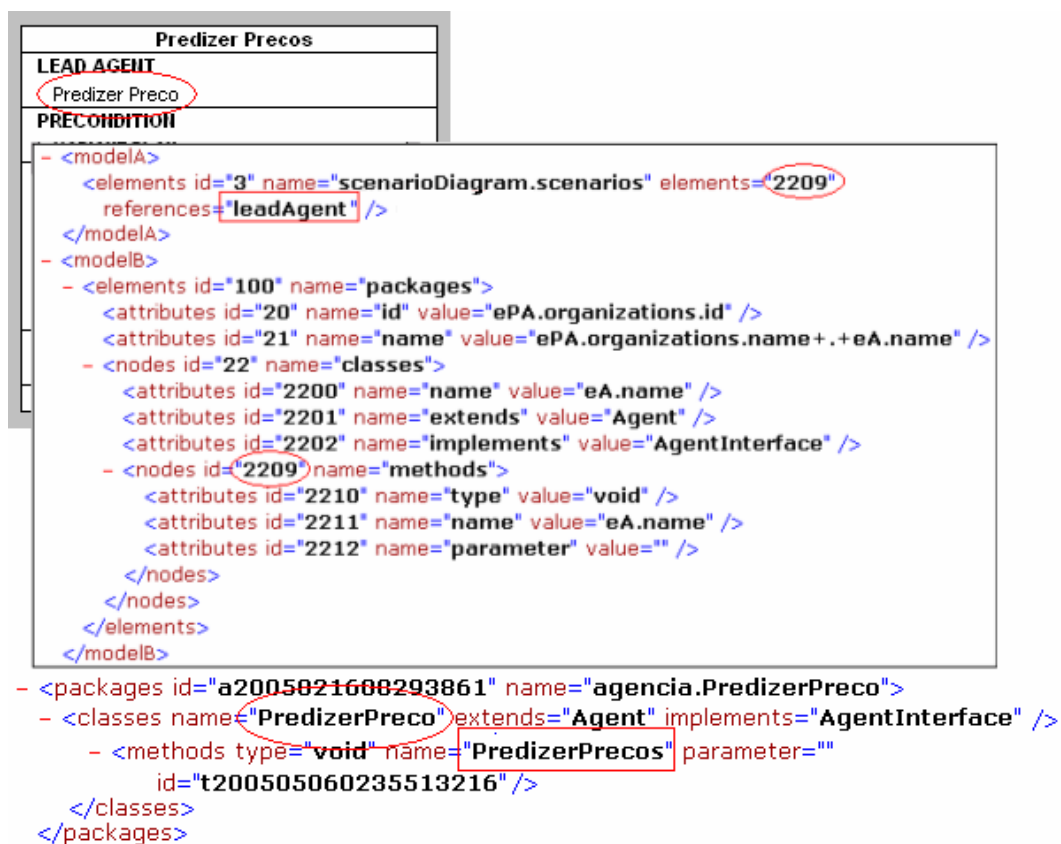 Predizer Precos
LEAD AGENT
Predizer Preco
PRECONDITION
- <modelA>
<elements id="3" name="scenarioDiagram.scenarios" elements="2209"
references="leadAgent" />
</modelA>
- <modelB>
- <elements id="100" name="packages">
<attributes id="20" name="id" value="ePA.organizations.id" />
<attributes id="21" name="name" value="ePA.organizations.name+.+eA.name" />
- <nodes id="22" name="classes">
<attributes id="2200" name="name" value="eA.name" />
<attributes id="2201" name="extends" value="Agent" />
<attributes id="2202" name="implements" value="AgentInterface" />
- <nodes id="2209" name="methods">
<attributes id="2210" name="type" value="void" />
<attributes id="2211" name="name" value="eA.name" />
<attributes id="2212" name="parameter" value="" />
</nodes>
</nodes>
</elements>
</modelB>
- <packages id="a2005021600293861" name="agencia.PredizerPreco">
- <classes name="PredizerPreco" extends="Agent" implements="AgentInterface" />
- <methods type="void" name="PredizerPrecos" parameter=""
id="t200505060235513216"/>
</classes>
</packages>